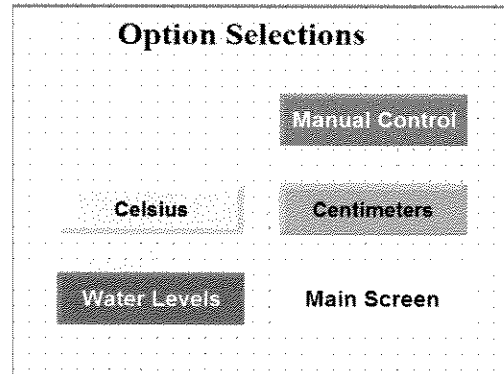 Option Selections
Manual Control
Celsius
Centimeters
Water Levels
Main Screen